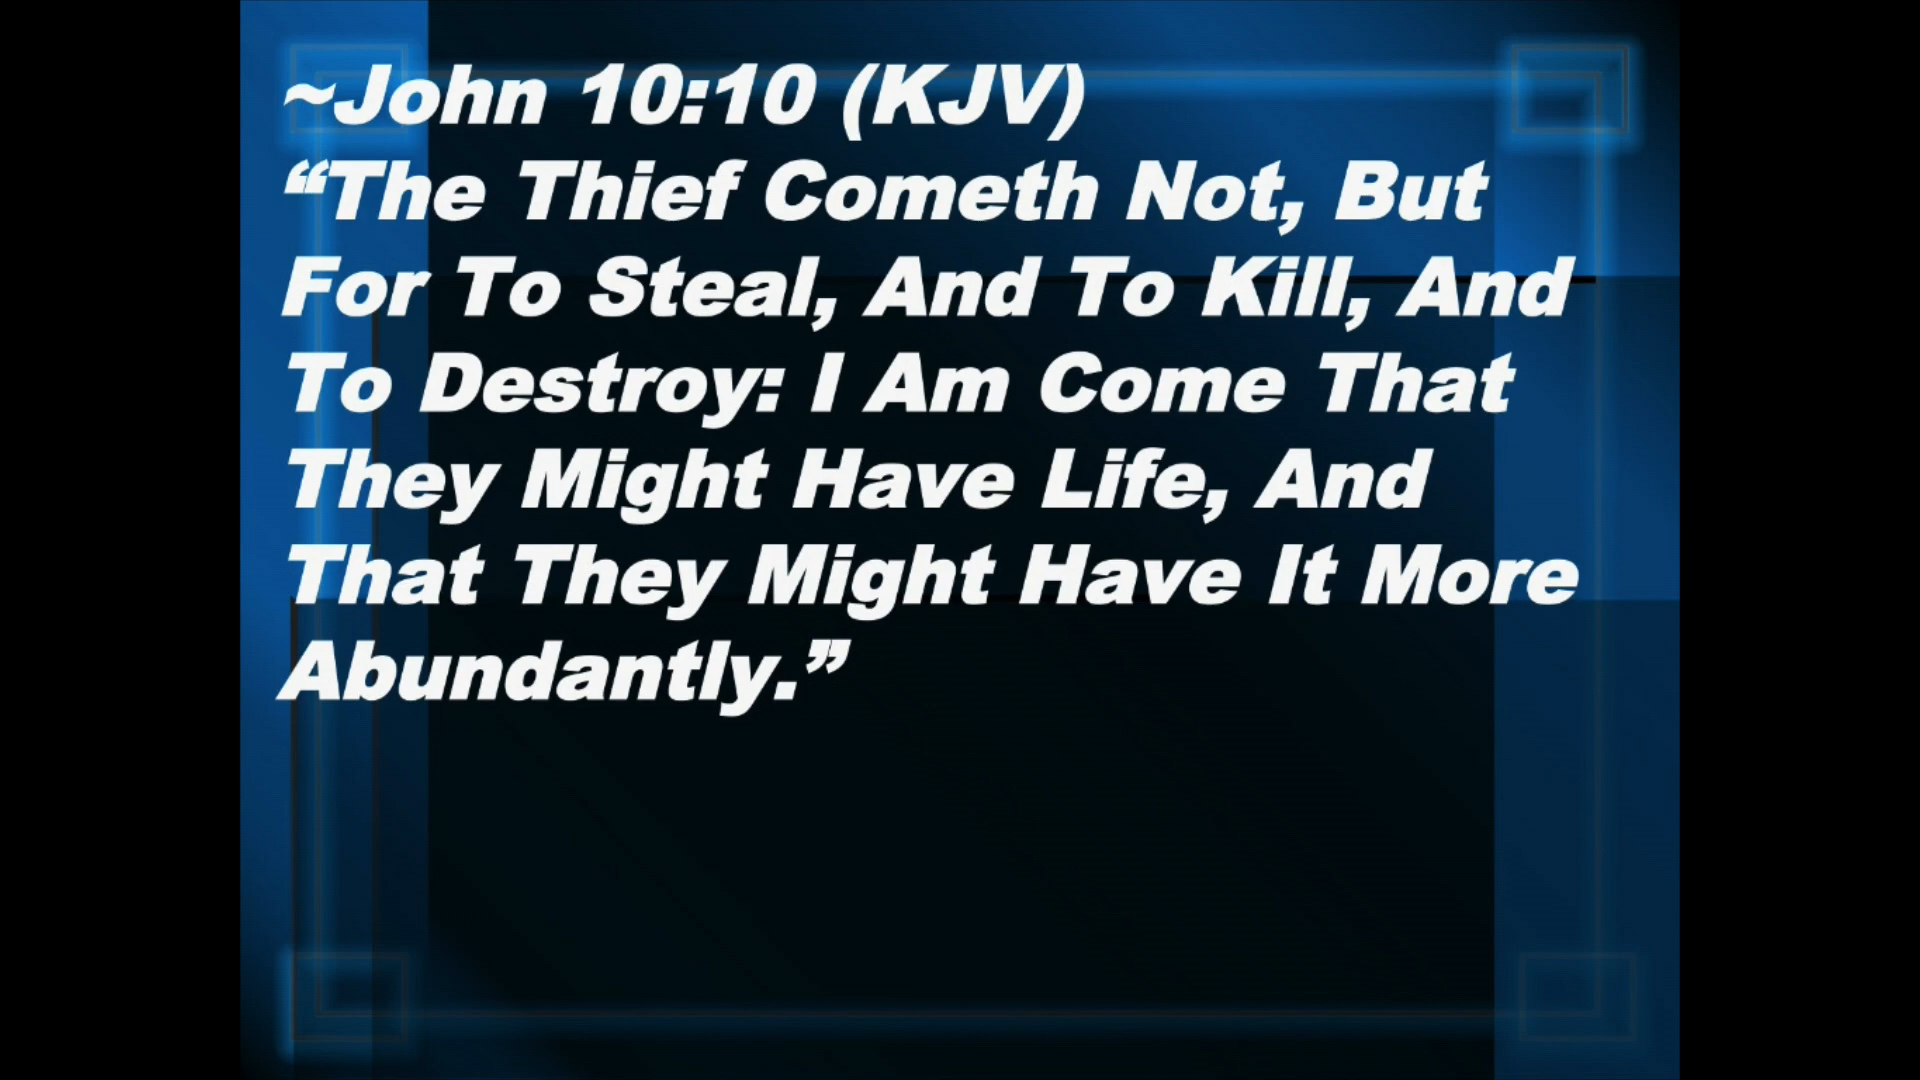 ~John 10:10 (KJV)
“The Thief Cometh Not, But
For To Steal, And To Kill, And
To Destroy: I Am Come That
They Might Have Life, And
That They Might Have It More
Abundantly.”